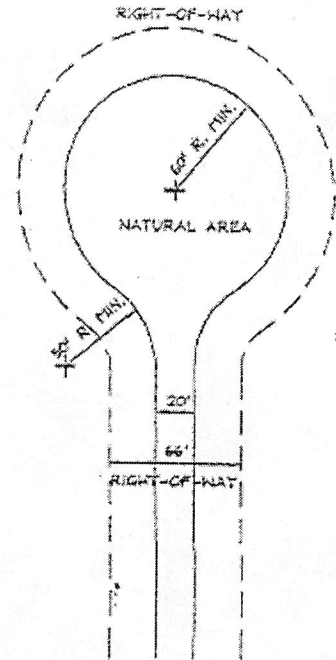 RIGHT-OF-WAY
60' R. MIN.
NATURAL AREA
50' R. MIN.
20'
66'
RIGHT-OF-WAY